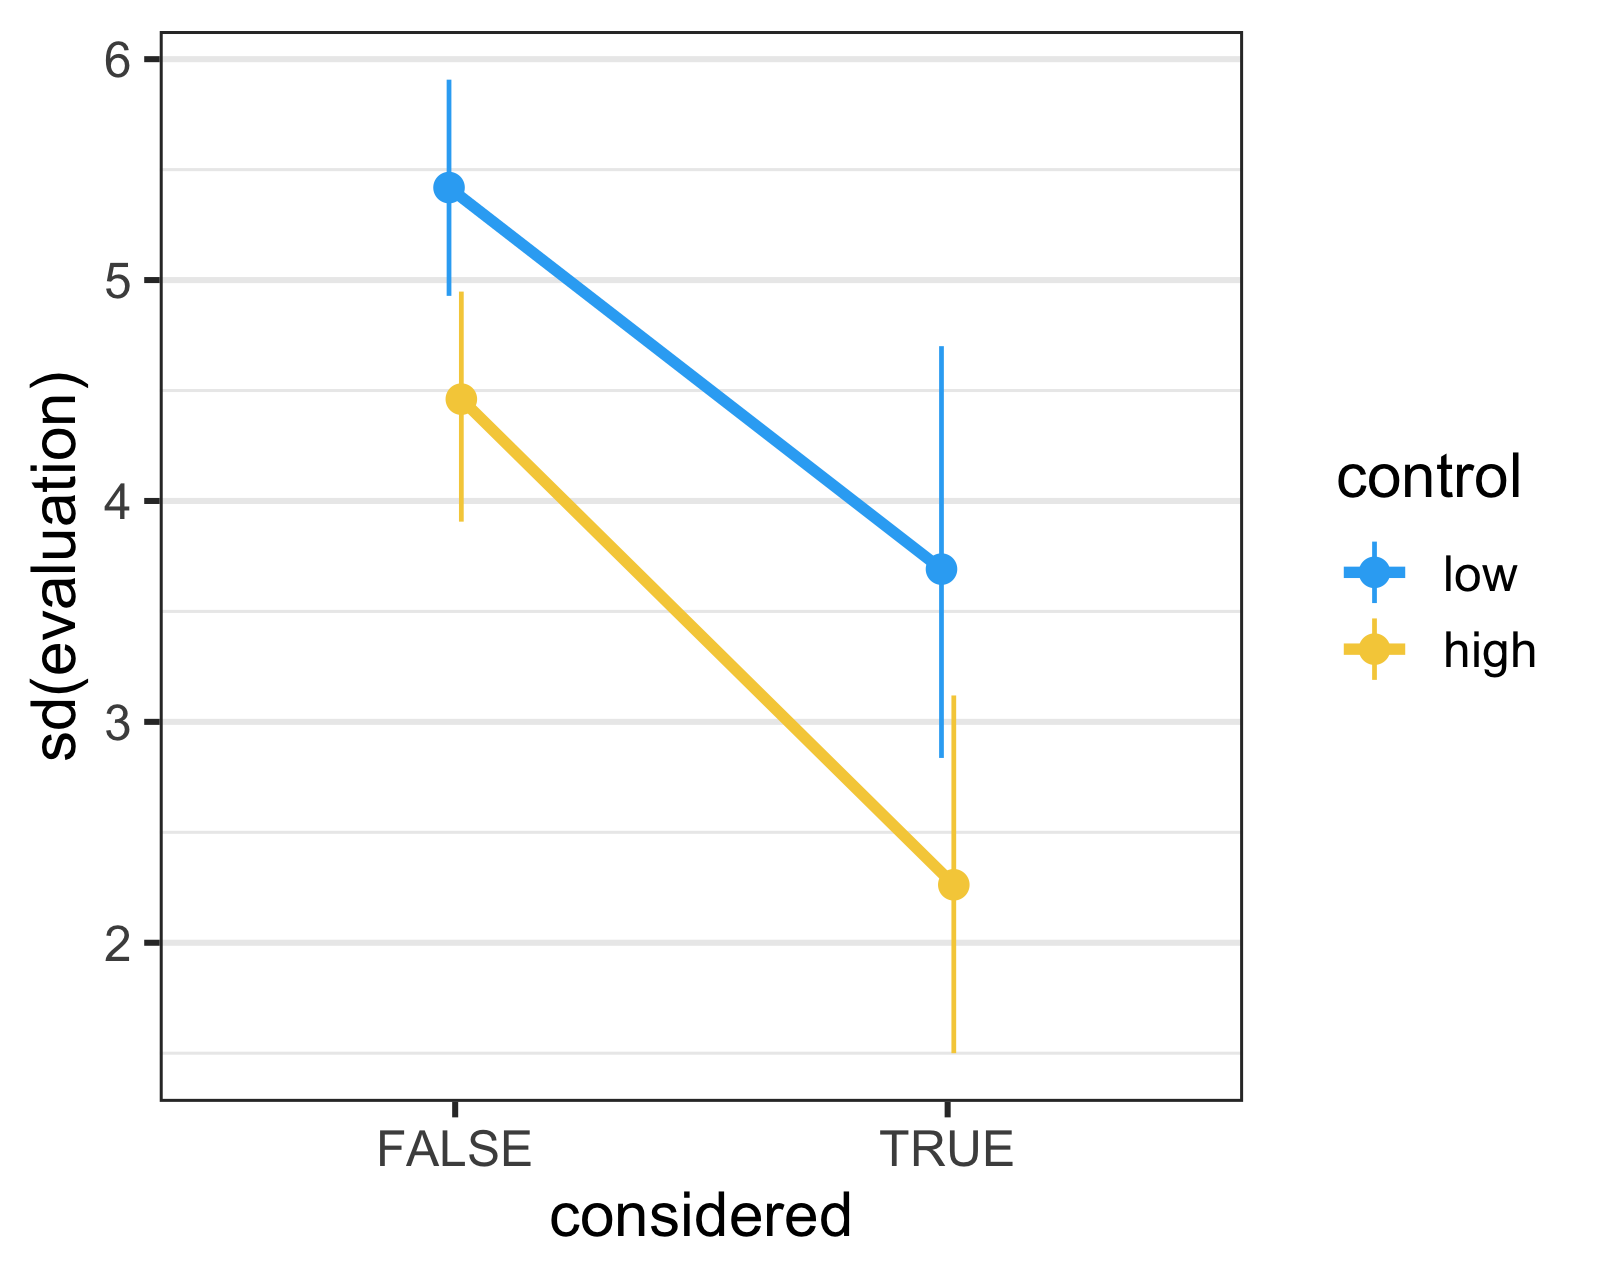 6
5
4
3
2
sd(evaluation)
FALSE
TRUE
considered
control
low
high